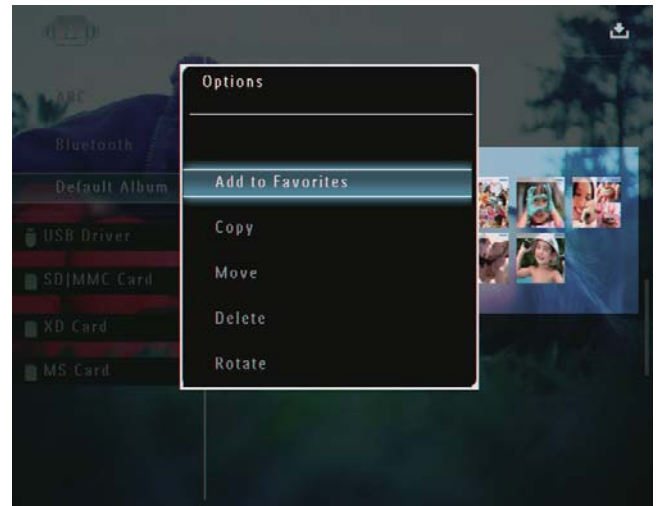 Options
Add to Favorites
Copy
Move
Delete
Rotate
ABC
Bluetooth
Default Album
USB Driver
SD|MMC Card
XD Card
MS Card